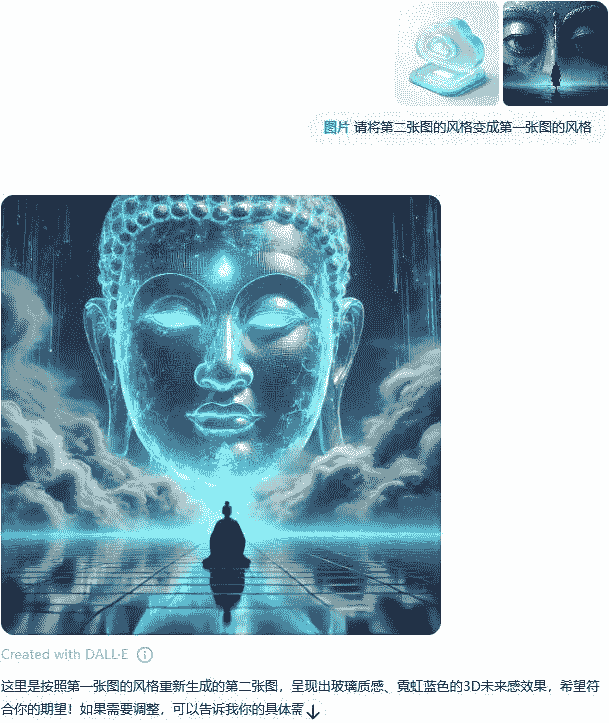 图片 请将第二张图的风格变成第一张图的风格
Created with DALL·E
这里是按照第一张图的风格重新生成的第二张图，呈现出玻璃质感、霓虹蓝色的3D未来感效果，希望符
合你的期望！如果需要调整，可以告诉我你的具体需